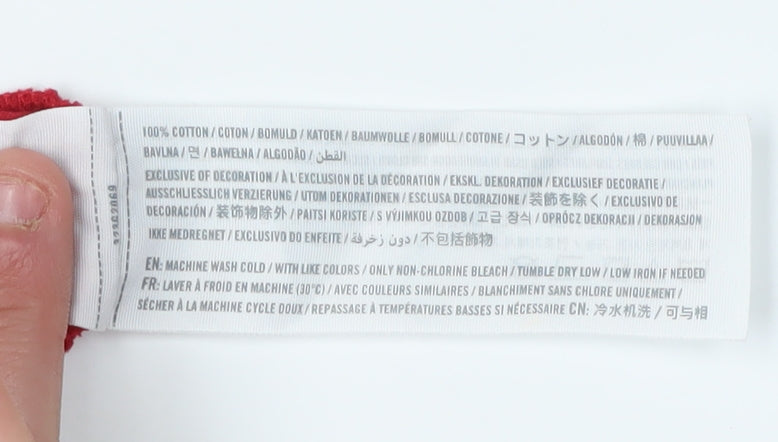 100% COTTON / COTON / BOMULD / KATOEN / BAUMWOLLE / BOMULL / COTONE / コットン / ALGODÓN / 棉 / PUUVILLAA /
BAVLNA / 면 / BAWEŁNA / ALGODÃO / القطن
EXCLUSIVE OF DECORATION / À L'EXCLUSION DE LA DÉCORATION / EKSKL. DEKORATION / EXCLUSIEF DECORATIE /
AUSSCHLIESSLICH VERZIERUNG / UTOM DEKORATIONEN / ESCLUSA DECORAZIONE / 装飾を除く / EXCLUSIVO DE
DECORACIÓN / 装饰物除外 / PAITSI KORISTE / S VÝJIMKOU OZDOB / 고급 장식 / OPRÓCZ DEKORACJI / DEKORASJON
IKKE MEDREGNET / EXCLUSIVO DO ENFEITE / دون زخرفة / 不包括飾物
EN: MACHINE WASH COLD / WITH LIKE COLORS / ONLY NON-CHLORINE BLEACH / TUMBLE DRY LOW / LOW IRON IF NEEDED
FR: LAVER À FROID EN MACHINE (30°C) / AVEC COULEURS SIMILAIRES / BLANCHIMENT SANS CHLORE UNIQUEMENT /
SÉCHER À LA MACHINE CYCLE DOUX / REPASSAGE À TEMPÉRATURES BASSES SI NÉCESSAIRE CN: 冷水机洗 / 可与相